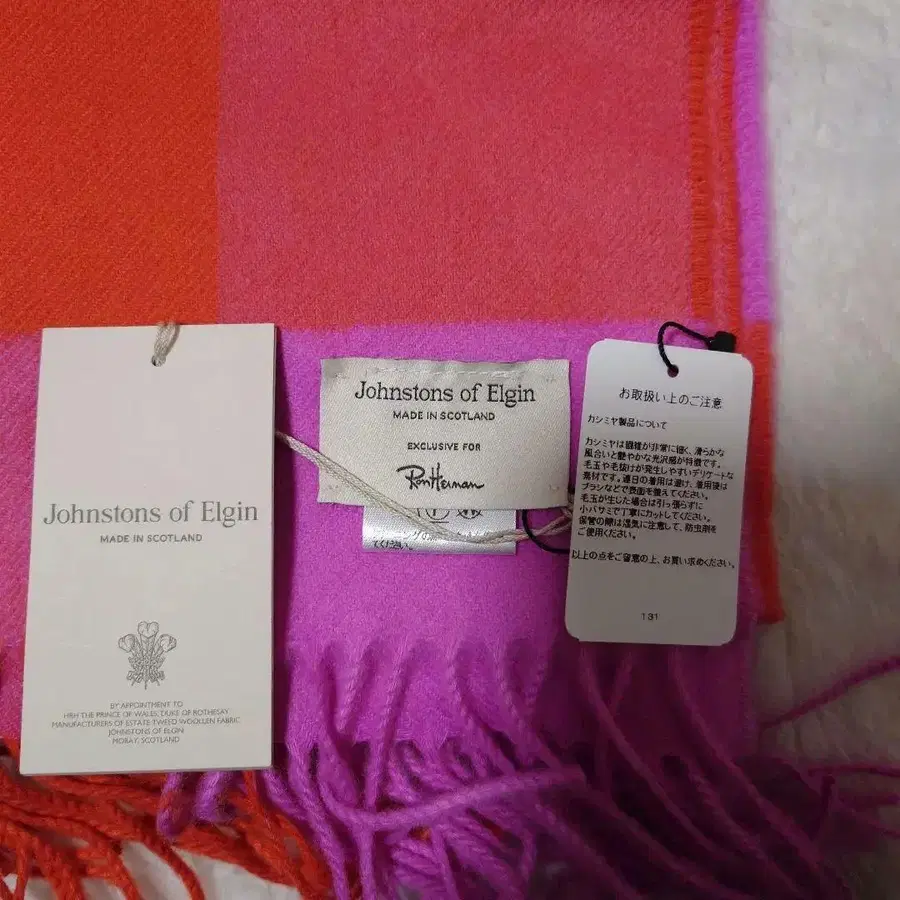 Johnstons of Elgin
MADE IN SCOTLAND
BY APPOINTMENT TO
HRH THE PRINCE OF WALES, DUKE OF ROTHESAY
MANUFACTURERS OF ESTATE TWEED WOOLLEN FABRIC
JOHNSTONS OF ELGIN
MORAY, SCOTLAND
Johnstons of Elgin
MADE IN SCOTLAND
EXCLUSIVE FOR
Ron Herman
お取扱い上のご注意
カシミヤ製品について
カシミヤは繊維が非常に細く、滑らかな
風合いと艶やかな光沢感が特徴です。
毛玉や毛抜けが発生しやすいデリケートな
素材です。連日の着用は避け、着用後は
ブラシなどで表面を整えてください。
毛玉が生じた場合は引っ張らずに
小バサミで丁寧にカットしてください。
保管の際は湿気に注意して、防虫剤を
ご使用ください。
以上の点をご留意の上、お買い求めください。
131